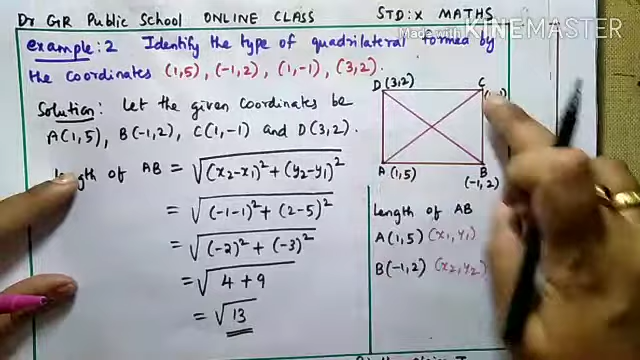 Dr GR Public School ONLINE CLASS STD: X MATHS
Made with KINEMASTER
example: 2 Identify the type of quadrilateral formed by
the coordinates (1,5), (-1,2), (1,-1), (3,2).
Solution: Let the given coordinates be
A(1,5), B(-1,2), C(1,-1) and D(3,2).
length of AB = √(x₂-x₁)² + (y₂-y₁)²
= √(-1-1)² + (2-5)²
= √(-2)² + (-3)²
= √4 + 9
= √13
D(3,2) C
A(1,5) B
(-1,2)
Length of AB
A(1,5) (x₁,y₁)
B(-1,2) (x₂,y₂)